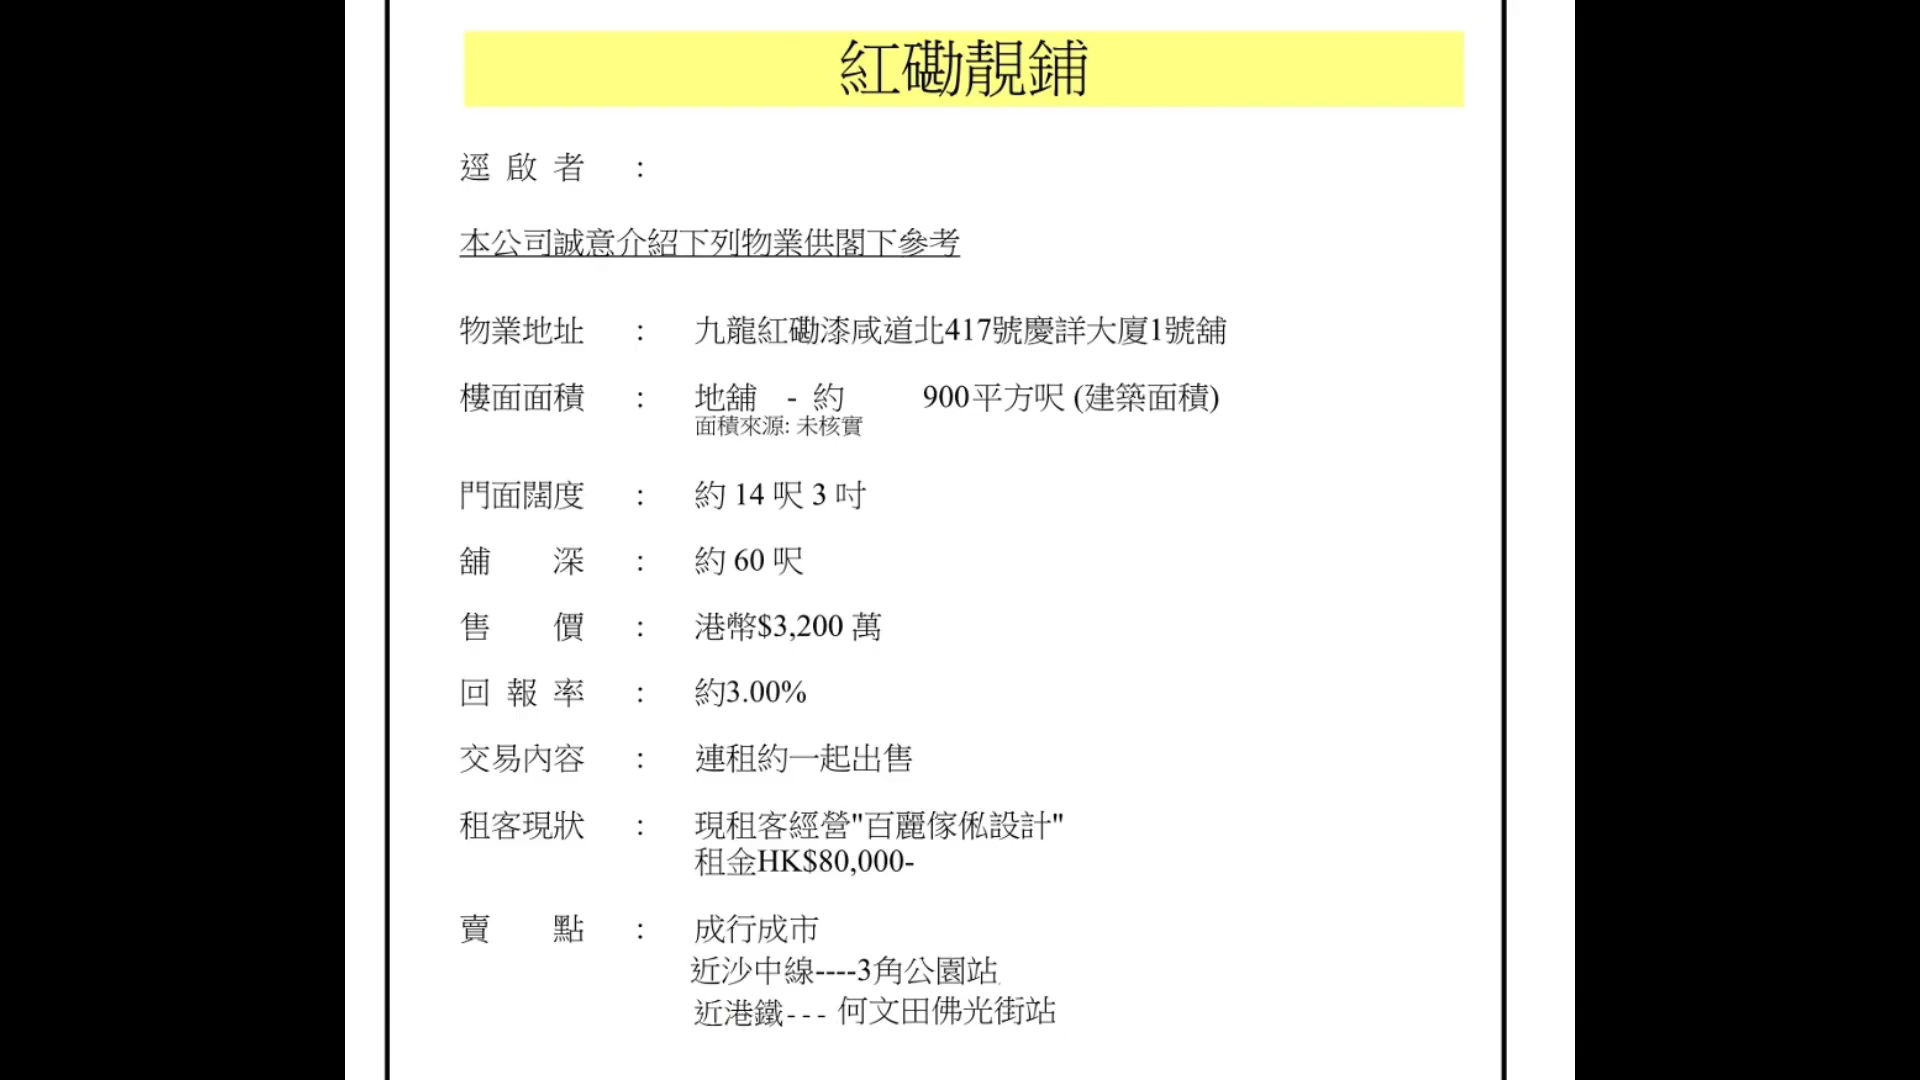 紅磡靚鋪
逕啟者 :
本公司誠意介紹下列物業供閣下參考
物業地址 : 九龍紅磡漆咸道北417號慶詳大廈1號舖
樓面面積 : 地舖 - 約 900平方呎 (建築面積)
面積來源: 未核實
門面闊度 : 約 14 呎 3 吋
舖深 : 約 60 呎
售價 : 港幣$3,200 萬
回報率 : 約3.00%
交易內容 : 連租約一起出售
租客現狀 : 現租客經營"百麗傢俬設計"
租金HK$80,000-
賣點 : 成行成市
近沙中線----3角公園站
近港鐵--- 何文田佛光街站